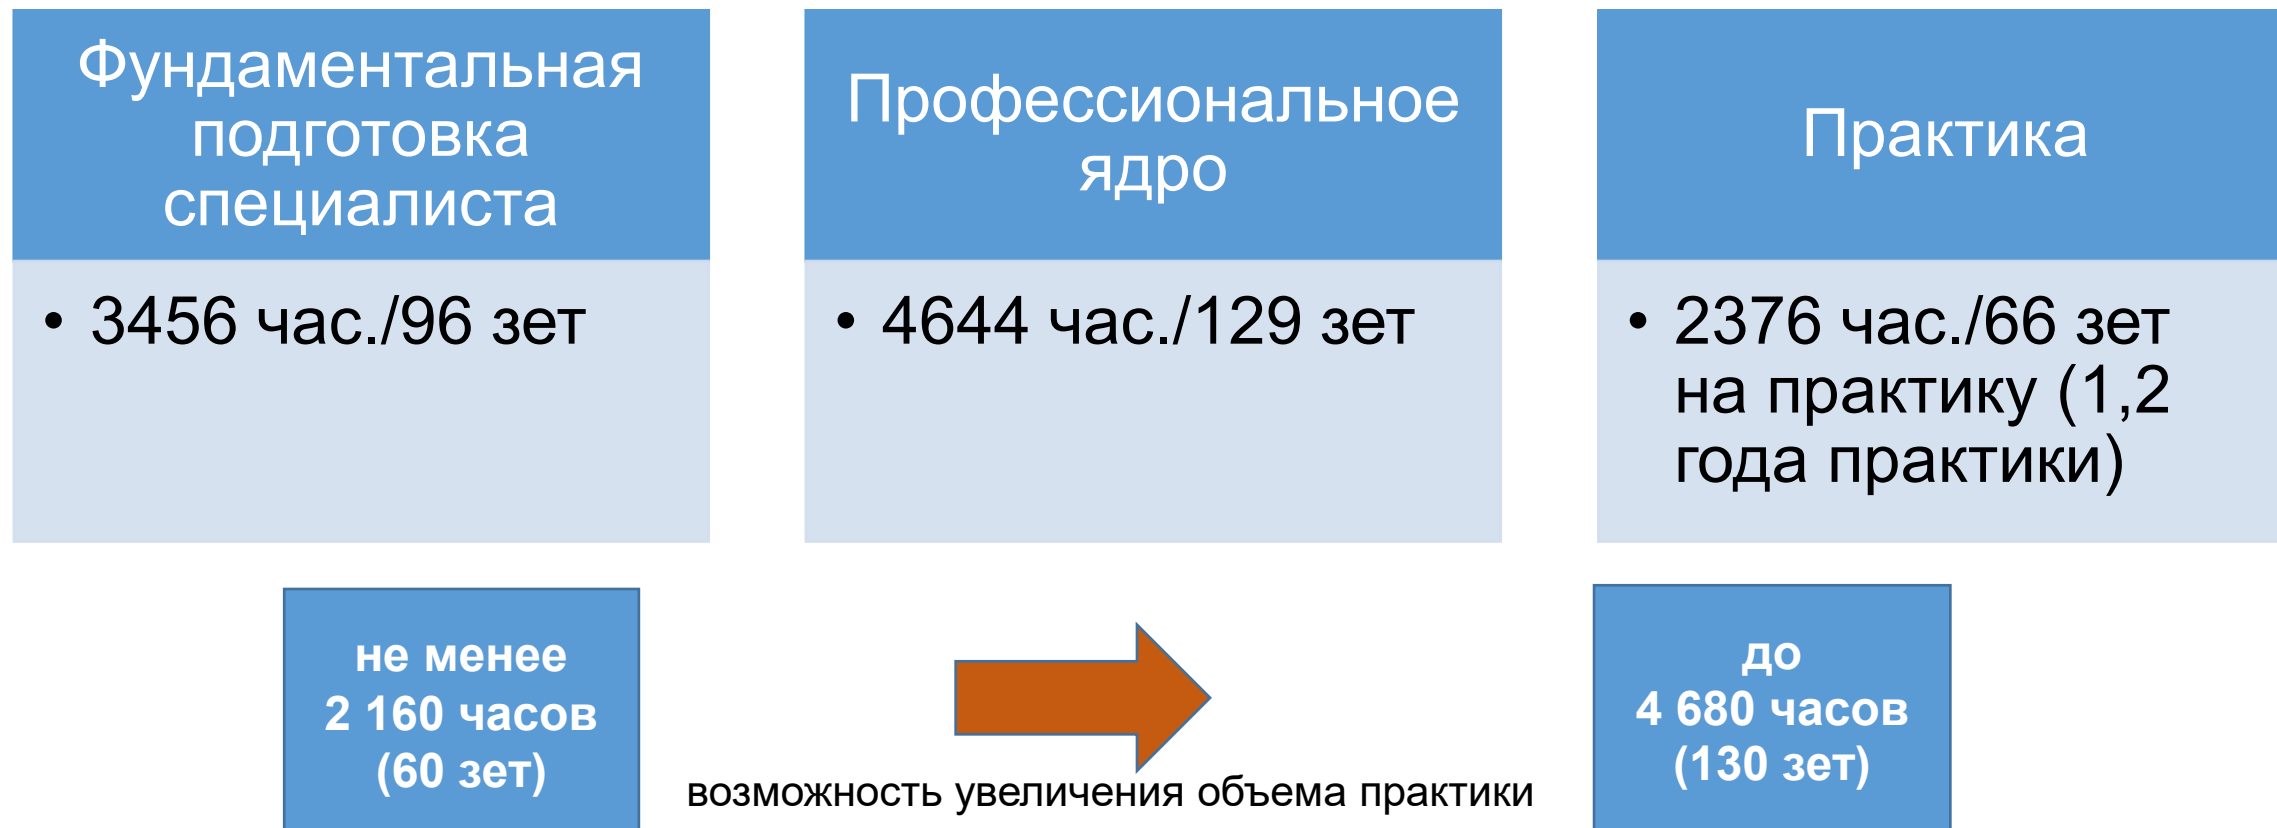 Фундаментальная
подготовка
специалиста
• 3456 час./96 зет
Профессиональное
ядро
• 4644 час./129 зет
Практика
• 2376 час./66 зет
на практику (1,2
года практики)
не менее
2 160 часов
(60 зет)
возможность увеличения объема практики
до
4 680 часов
(130 зет)